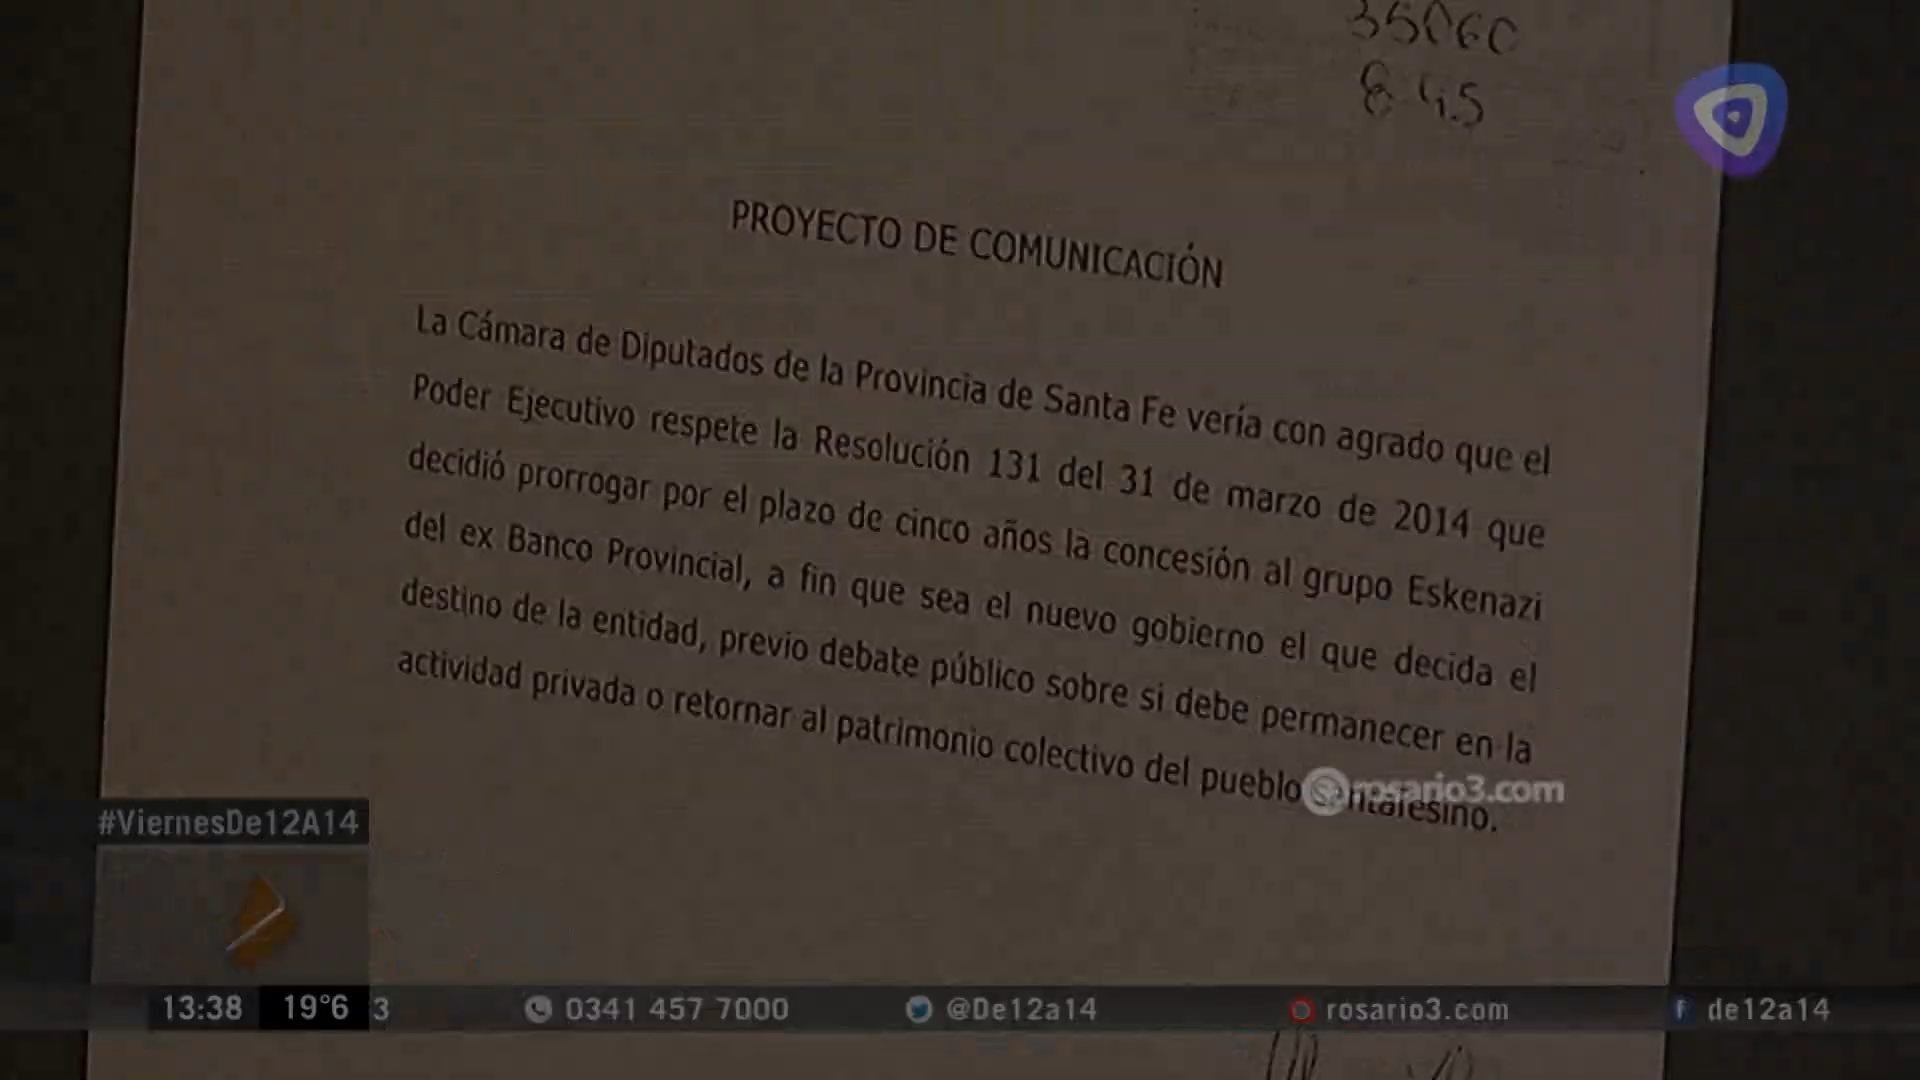 35060
845
PROYECTO DE COMUNICACIÓN
La Cámara de Diputados de la Provincia de Santa Fe vería con agrado que el
Poder Ejecutivo respete la Resolución 131 del 31 de marzo de 2014 que
decidió prorrogar por el plazo de cinco años la concesión al grupo Eskenazi
del ex Banco Provincial, a fin que sea el nuevo gobierno el que decida el
destino de la entidad, previo debate público sobre si debe permanecer en la
actividad privada o retornar al patrimonio colectivo del pueblo santafesino.
rosario3.com
#ViernesDe12A14
13:38 19°6 3 0341 457 7000 @De12a14 rosario3.com de12a14